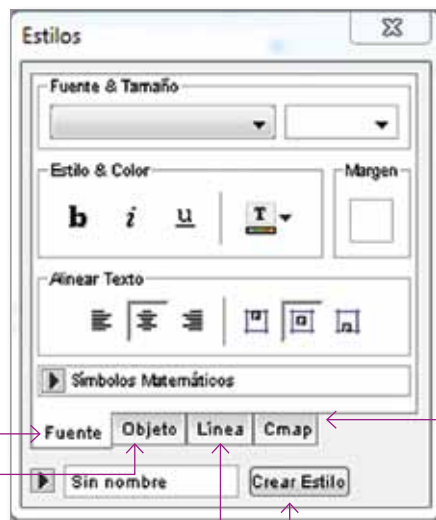 Estilos
Fuente & Tamaño
Estilo & Color
Margen
b i u T
Alinear Texto
Símbolos Matemáticos
Fuente Objeto Línea Cmap
Sin nombre Crear Estilo